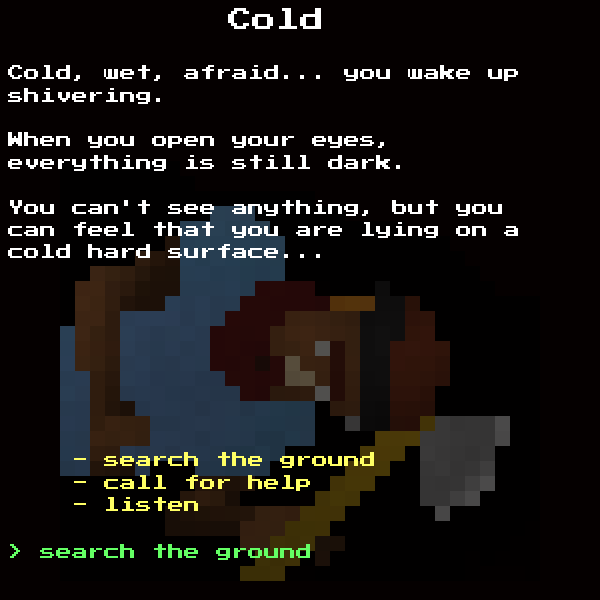 Cold
Cold, wet, afraid... you wake up
shivering.
When you open your eyes,
everything is still dark.
You can't see anything, but you
can feel that you are lying on a
cold hard surface...
- search the ground
- call for help
- listen
> search the ground